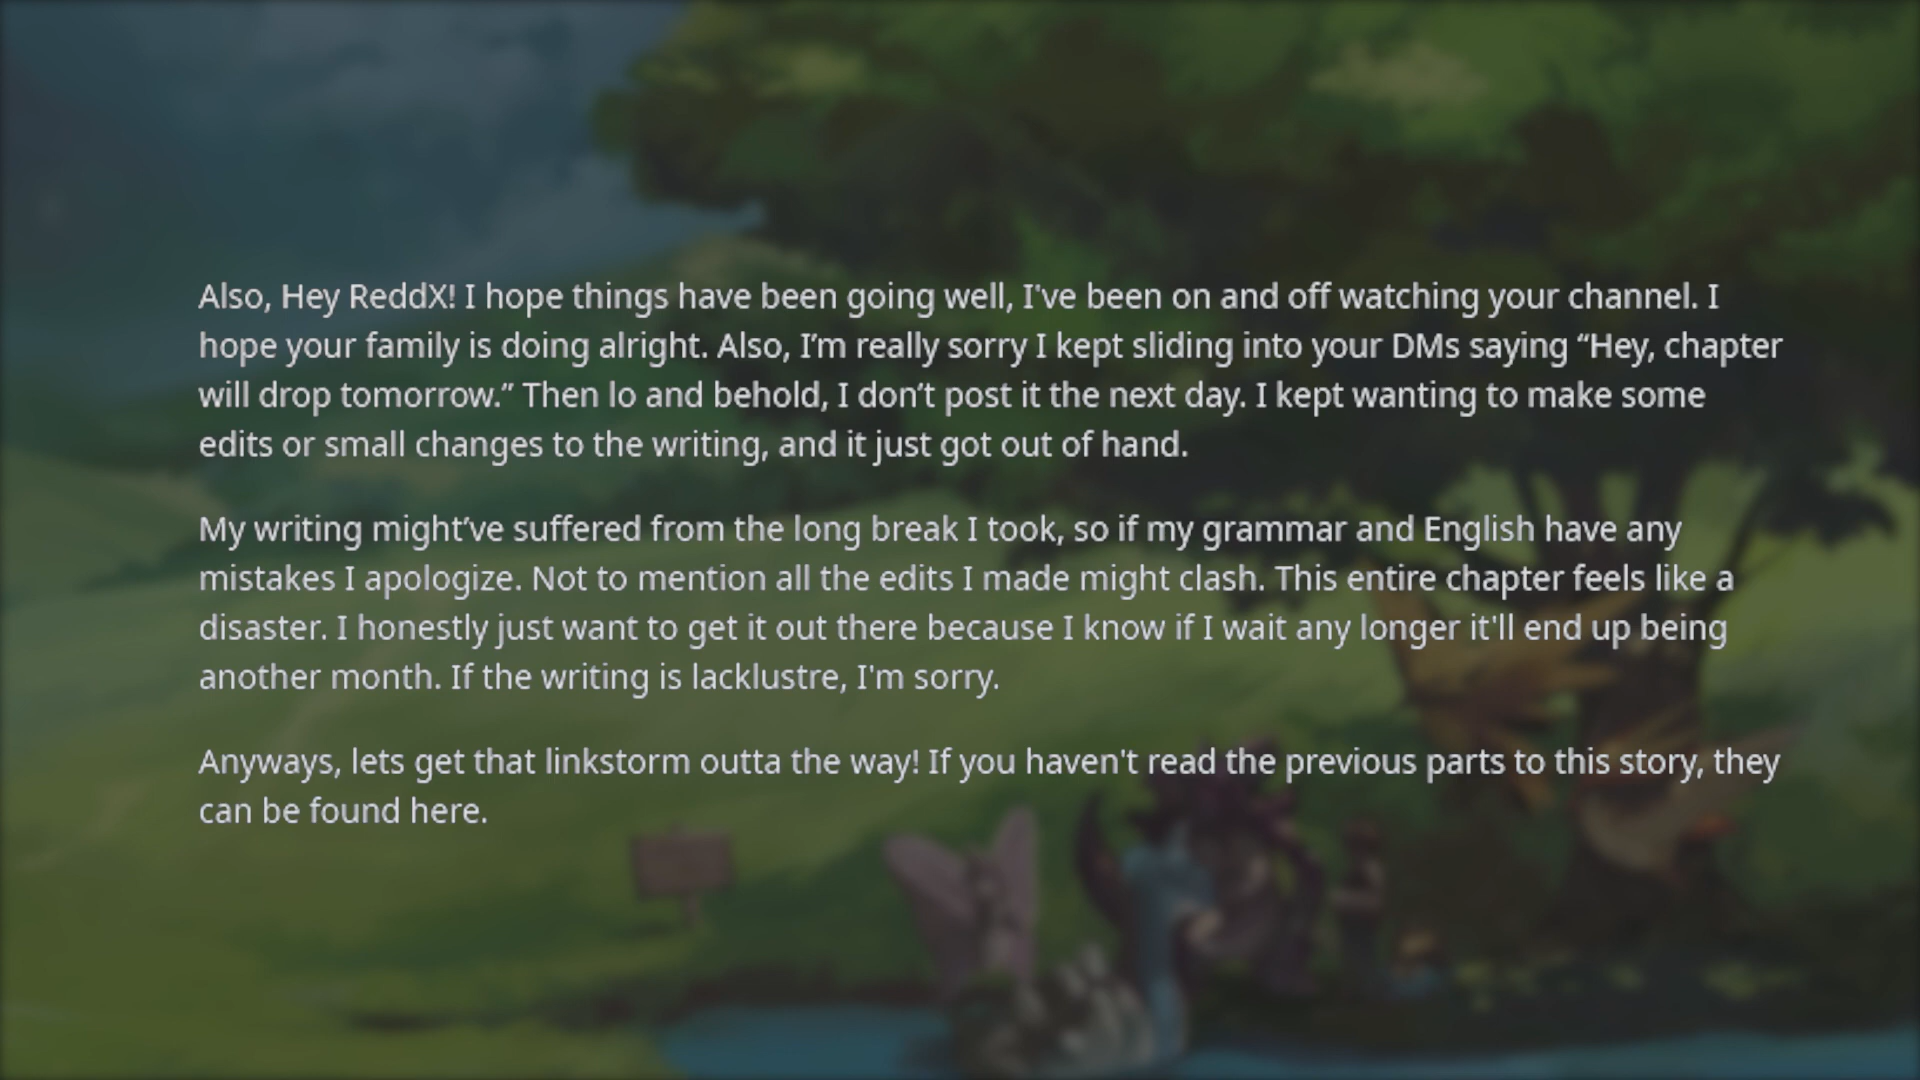 Also, Hey ReddX! I hope things have been going well, I've been on and off watching your channel. I
hope your family is doing alright. Also, I’m really sorry I kept sliding into your DMs saying “Hey, chapter
will drop tomorrow.” Then lo and behold, I don’t post it the next day. I kept wanting to make some
edits or small changes to the writing, and it just got out of hand.
My writing might’ve suffered from the long break I took, so if my grammar and English have any
mistakes I apologize. Not to mention all the edits I made might clash. This entire chapter feels like a
disaster. I honestly just want to get it out there because I know if I wait any longer it'll end up being
another month. If the writing is lacklustre, I'm sorry.
Anyways, lets get that linkstorm outta the way! If you haven't read the previous parts to this story, they
can be found here.